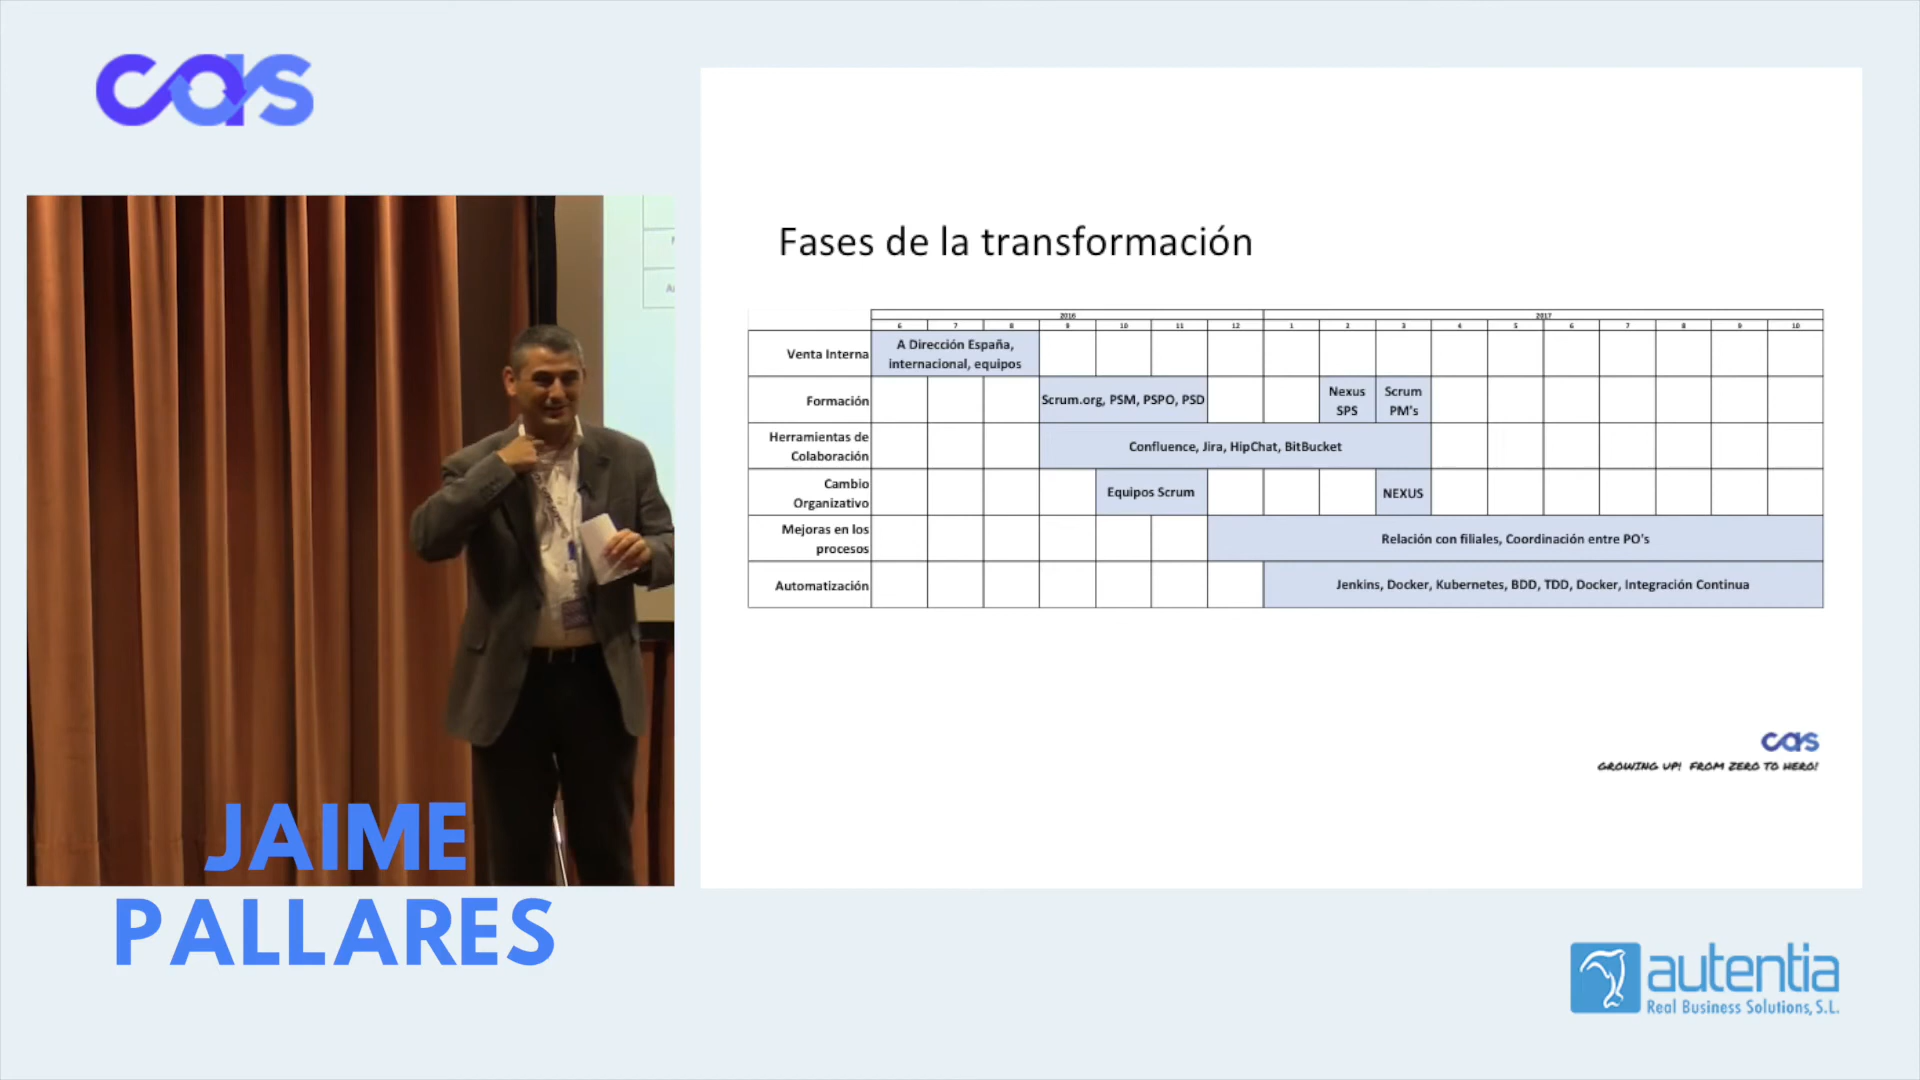 cas
JAIME
PALLARES
Fases de la transformación
2016 2017
6 7 8 9 10 11 12 1 2 3 4 5 6 7 8 9 10
Venta Interna
A Dirección España,
internacional, equipos
Formación
Scrum.org, PSM, PSPO, PSD
Nexus
SPS
Scrum
PM's
Herramientas de
Colaboración
Confluence, Jira, HipChat, BitBucket
Cambio
Organizativo
Equipos Scrum
NEXUS
Mejoras en los
procesos
Relación con filiales, Coordinación entre PO's
Automatización
Jenkins, Docker, Kubernetes, BDD, TDD, Docker, Integración Continua
cas
GROWING UP! FROM ZERO TO HERO!
autentia
Real Business Solutions, S.L.